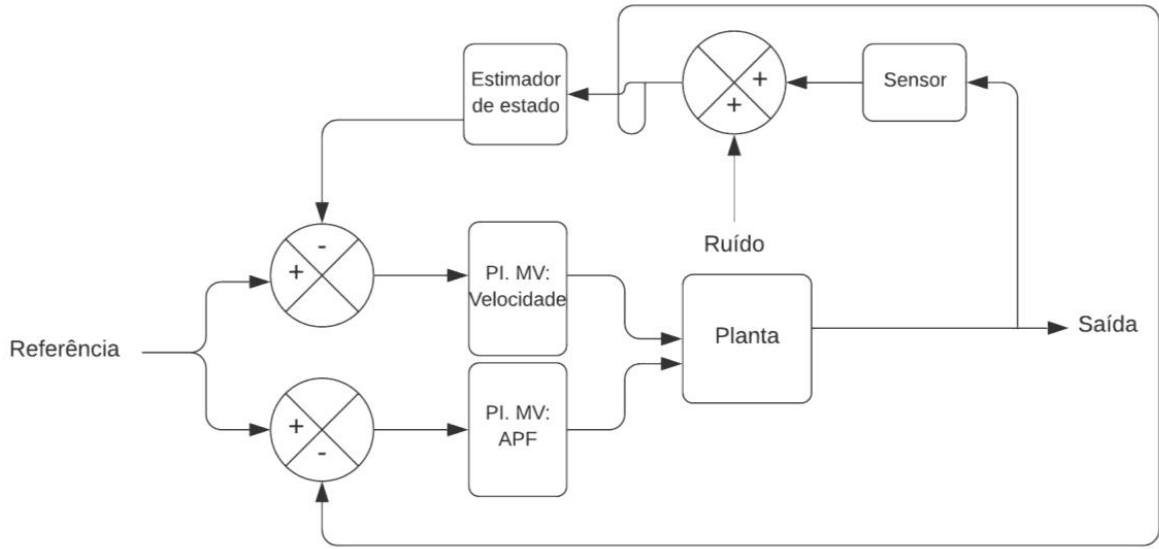 Estimador
de estado
+
+
Sensor
Ruído
-
+
PI. MV:
Velocidade
Planta
Saída
Referência
+
-
PI. MV:
APF